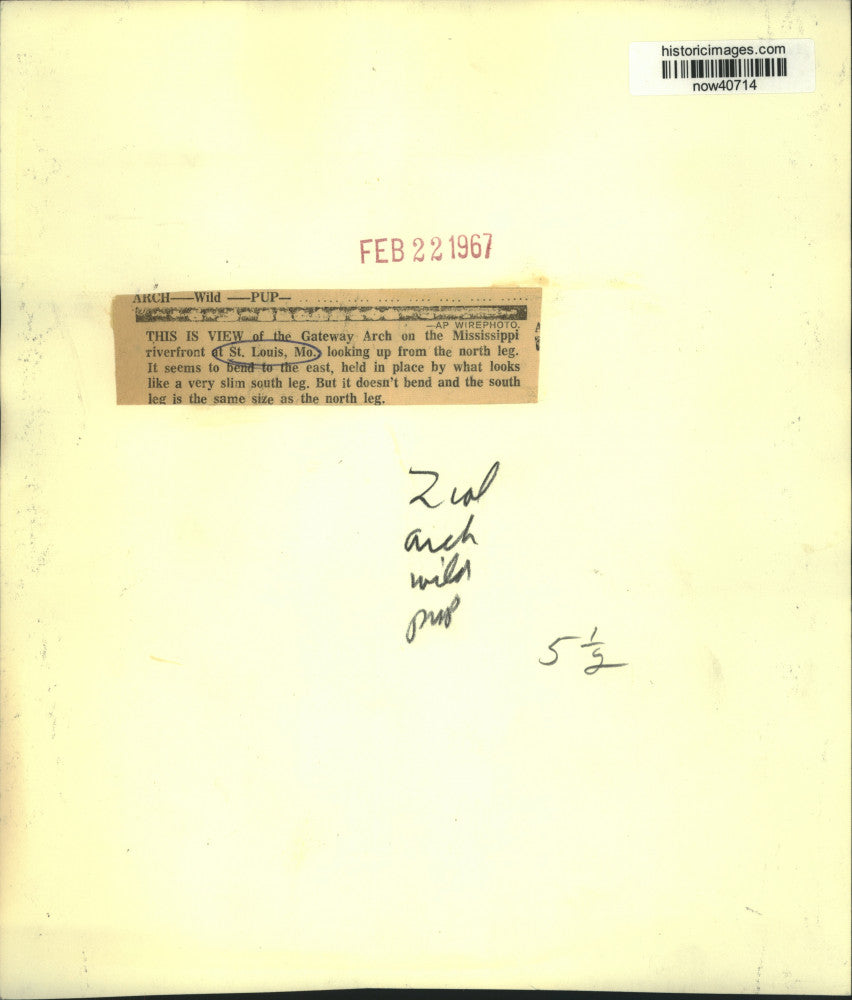 historicimages.com
now40714
FEB 22 1967
ARCH——Wild ——PUP—
—AP WIREPHOTO.
THIS IS VIEW of the Gateway Arch on the Mississippi
riverfront at St. Louis, Mo., looking up from the north leg.
It seems to bend to the east, held in place by what looks
like a very slim south leg. But it doesn't bend and the south
leg is the same size as the north leg.
2 col
arch
wild
pup
5 1/2